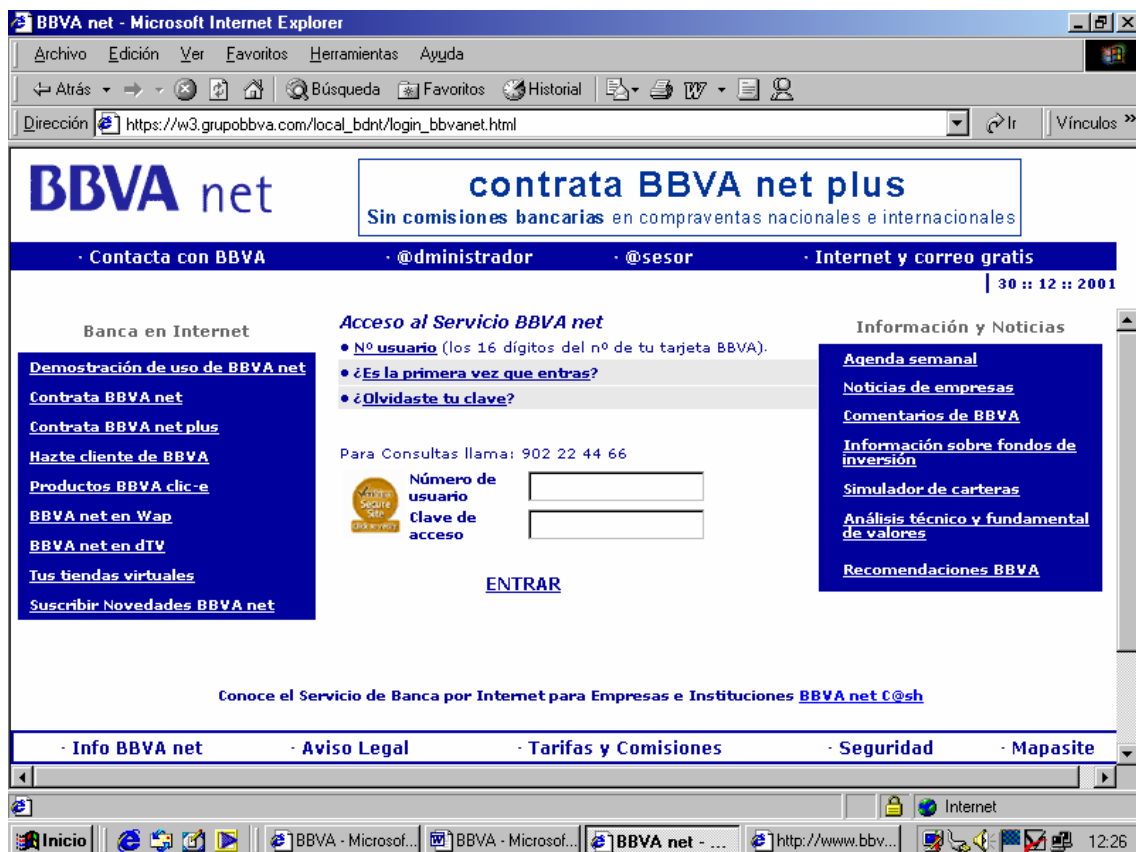 BBVA net - Microsoft Internet Explorer
Archivo Edición Ver Favoritos Herramientas Ayuda
Atrás Búsqueda Favoritos Historial
Dirección https://w3.grupobbva.com/local_bdnt/login_bbvanet.html Ir Vínculos »
BBVA net
contrata BBVA net plus
Sin comisiones bancarias en compraventas nacionales e internacionales
· Contacta con BBVA · @dministrador · @sesor · Internet y correo gratis
30 :: 12 :: 2001
Banca en Internet
Demostración de uso de BBVA net
Contrata BBVA net
Contrata BBVA net plus
Hazte cliente de BBVA
Productos BBVA clic-e
BBVA net en Wap
BBVA net en dTV
Tus tiendas virtuales
Suscribir Novedades BBVA net
Acceso al Servicio BBVA net
• Nº usuario (los 16 dígitos del nº de tu tarjeta BBVA).
• ¿Es la primera vez que entras?
• ¿Olvidaste tu clave?
Para Consultas llama: 902 22 44 66
Secure
Site
Número de
usuario
Clave de
acceso
ENTRAR
Información y Noticias
Agenda semanal
Noticias de empresas
Comentarios de BBVA
Información sobre fondos de
inversión
Simulador de carteras
Análisis técnico y fundamental
de valores
Recomendaciones BBVA
Conoce el Servicio de Banca por Internet para Empresas e Instituciones BBVA net C@sh
· Info BBVA net · Aviso Legal · Tarifas y Comisiones · Seguridad · Mapasite
Internet
Inicio BBVA - Microsof... BBVA - Microsof... BBVA net - ... http://www.bbv... 12:26